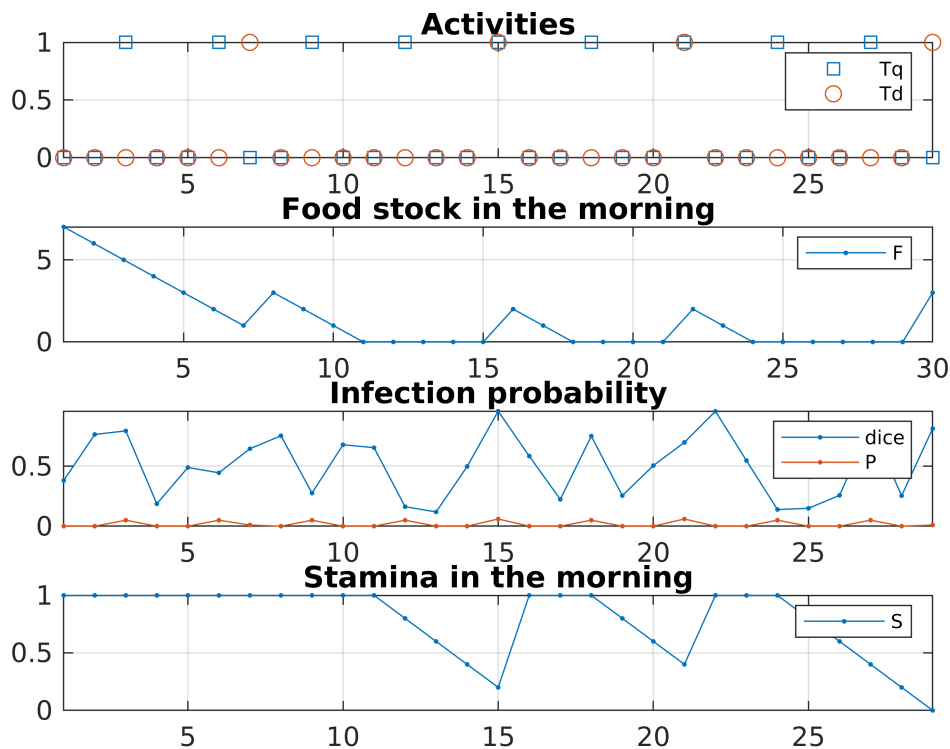 Activities
1
0.5
0
Tq
Td
5 10 15 20 25
Food stock in the morning
5
0
F
5 10 15 20 25 30
Infection probability
0.5
0
dice
P
5 10 15 20 25
Stamina in the morning
1
0.5
0
S
5 10 15 20 25